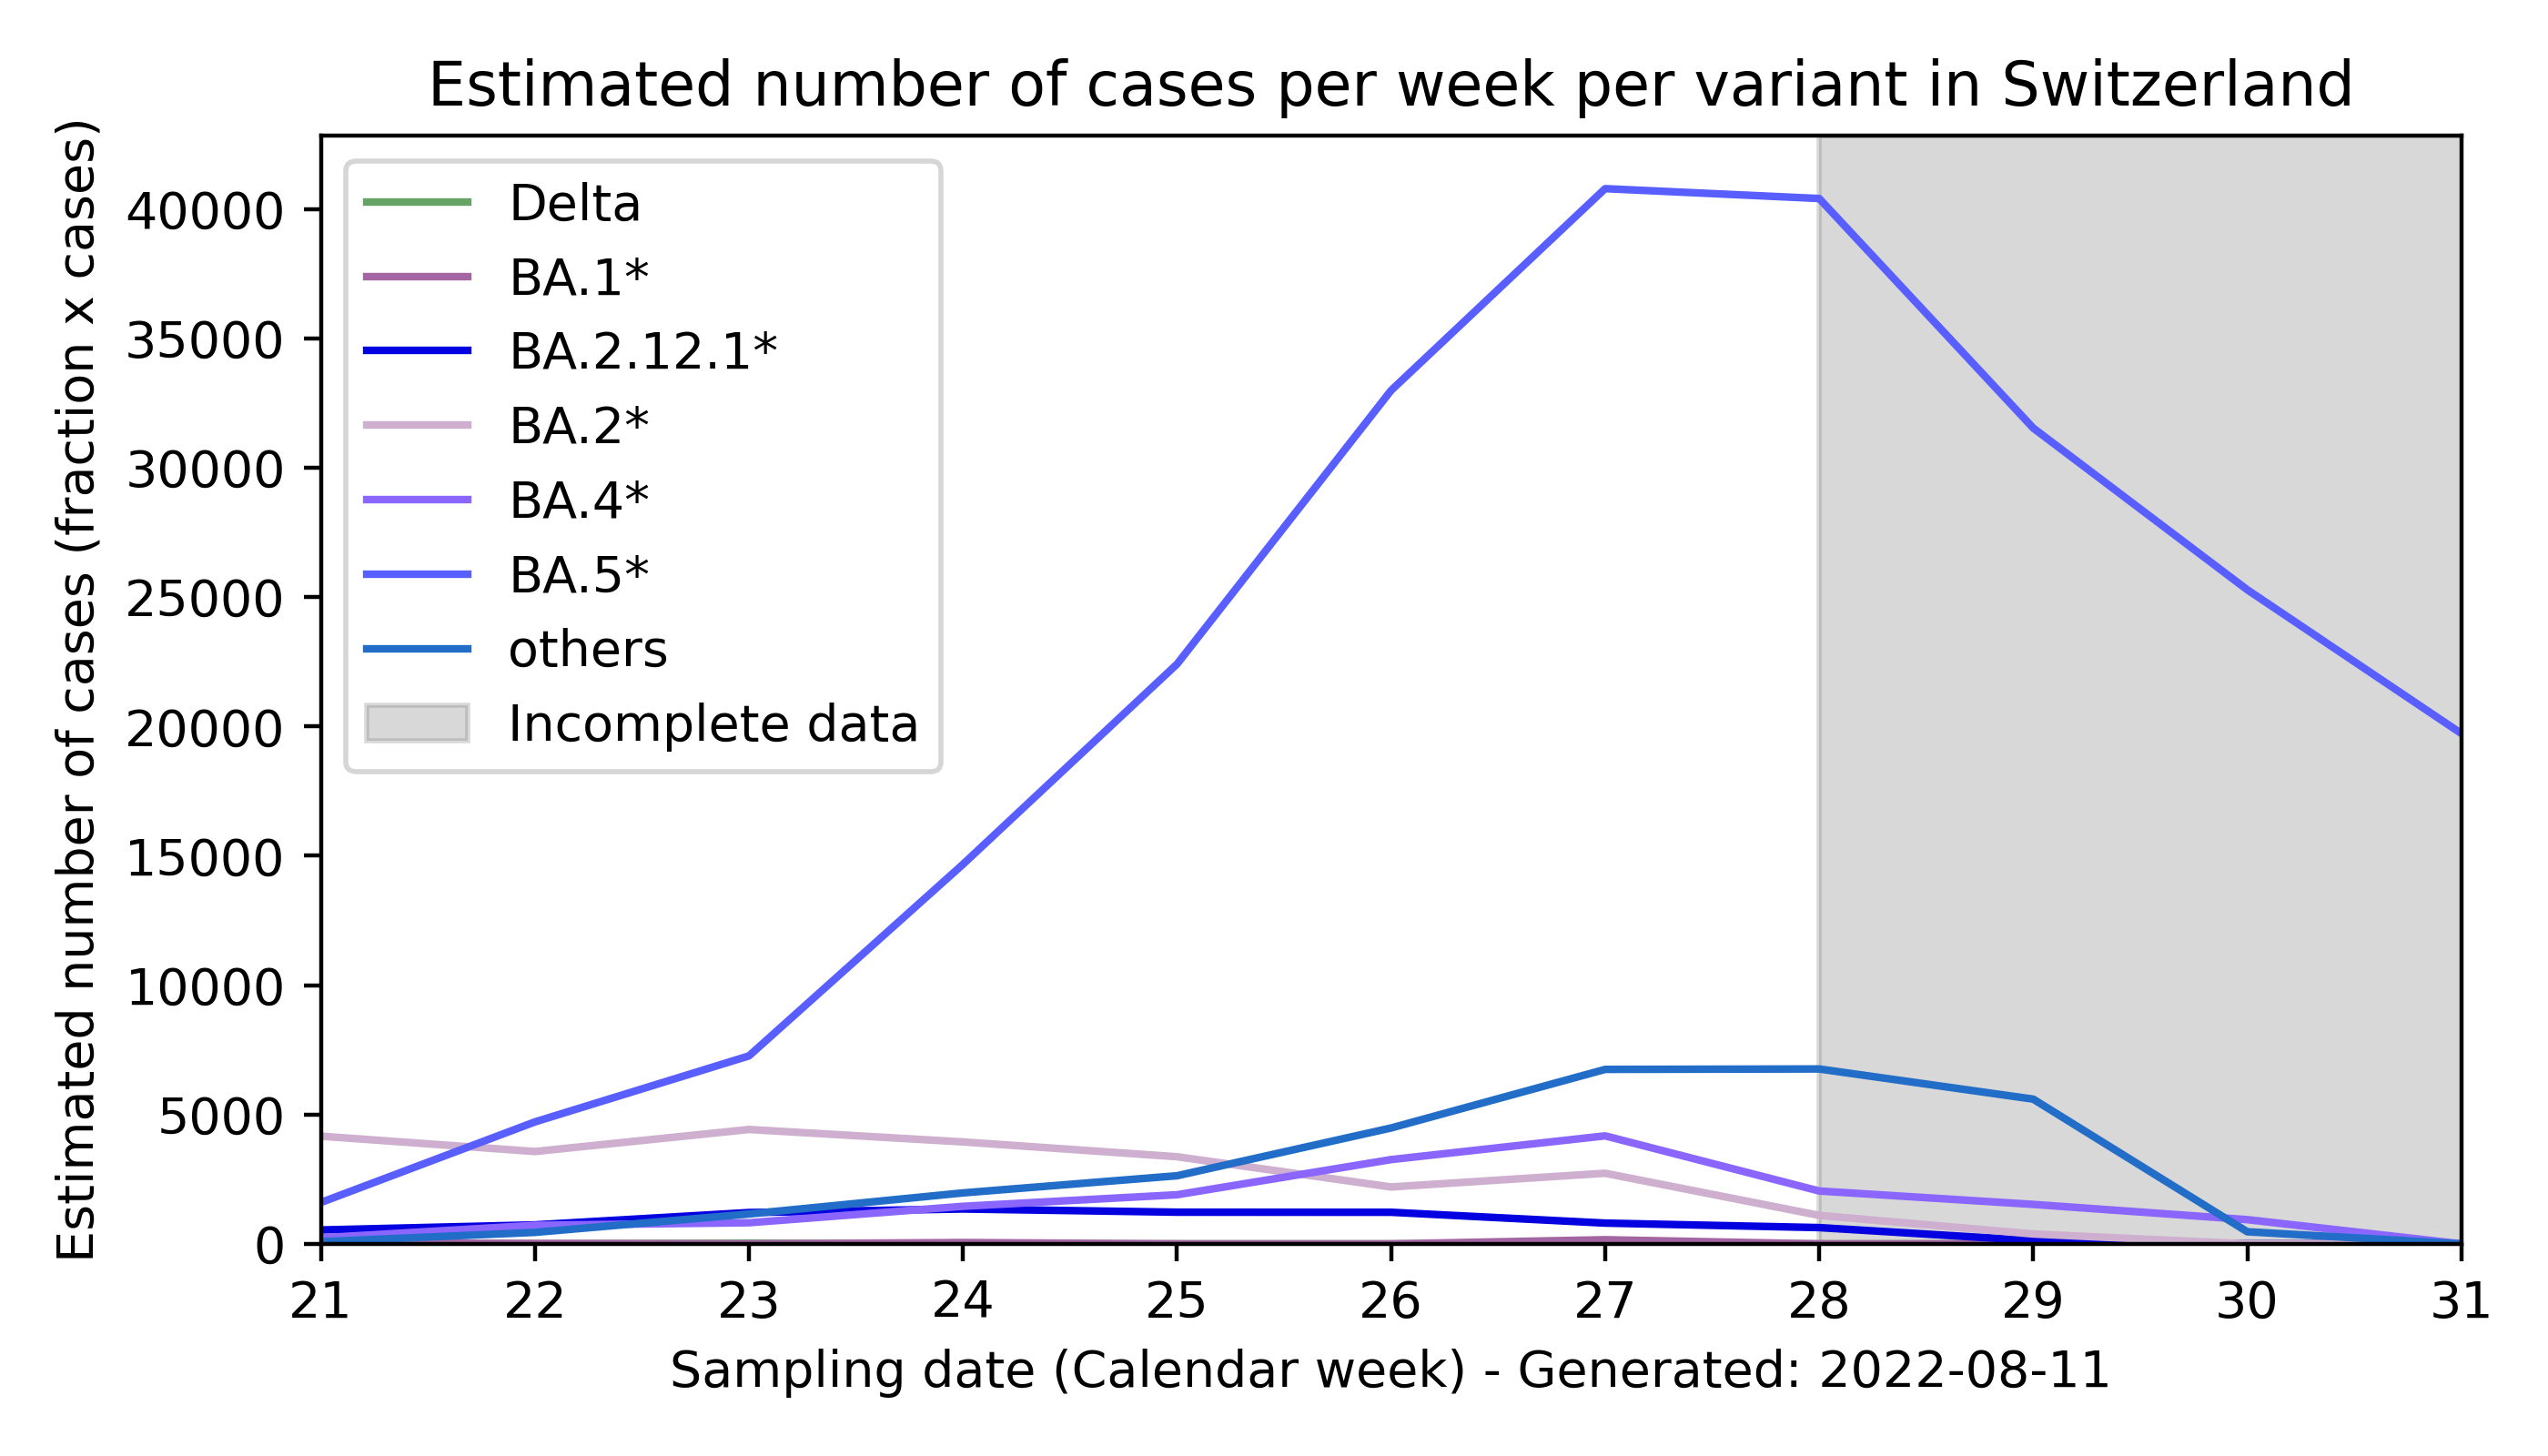 Estimated number of cases per week per variant in Switzerland
Estimated number of cases (fraction x cases)
40000
35000
30000
25000
20000
15000
10000
5000
0
Delta
BA.1*
BA.2.12.1*
BA.2*
BA.4*
BA.5*
others
Incomplete data
21 22 23 24 25 26 27 28 29 30 31
Sampling date (Calendar week) - Generated: 2022-08-11